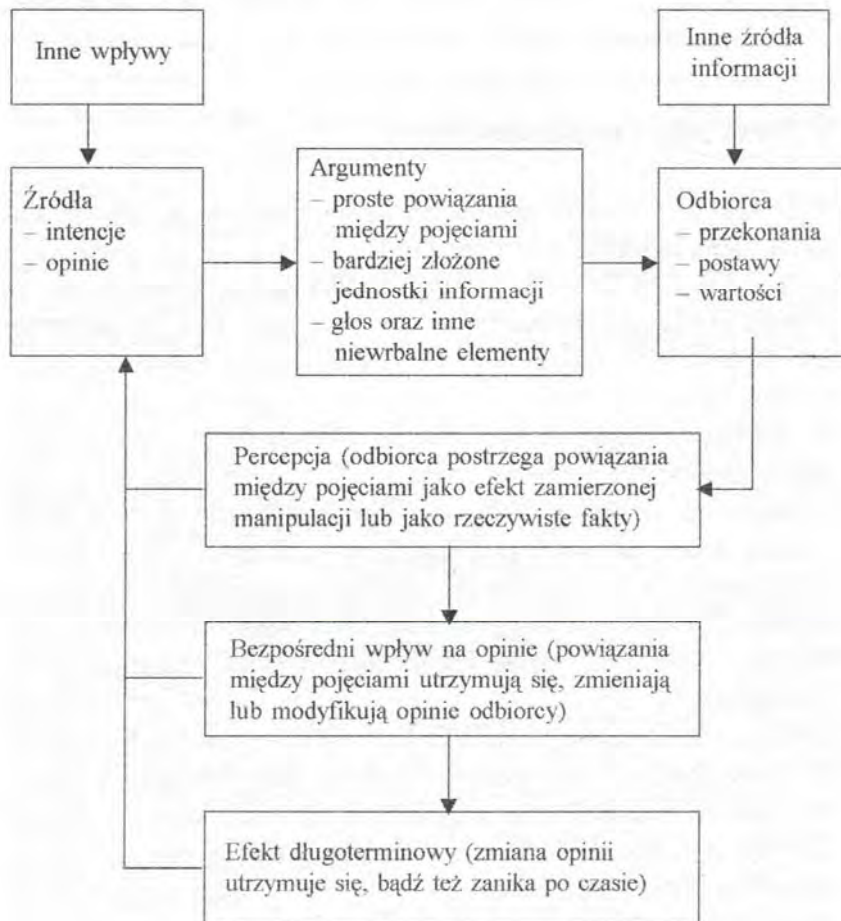 Inne wpływy
Inne źródła
informacji
Źródła
– intencje
– opinie
Argumenty
– proste powiązania
między pojęciami
– bardziej złożone
jednostki informacji
– głos oraz inne
niewrbalne elementy
Odbiorca
– przekonania
– postawy
– wartości
Percepcja (odbiorca postrzega powiązania
między pojęciami jako efekt zamierzonej
manipulacji lub jako rzeczywiste fakty)
Bezpośredni wpływ na opinie (powiązania
między pojęciami utrzymują się, zmieniają
lub modyfikują opinie odbiorcy)
Efekt długoterminowy (zmiana opinii
utrzymuje się, bądź też zanika po czasie)